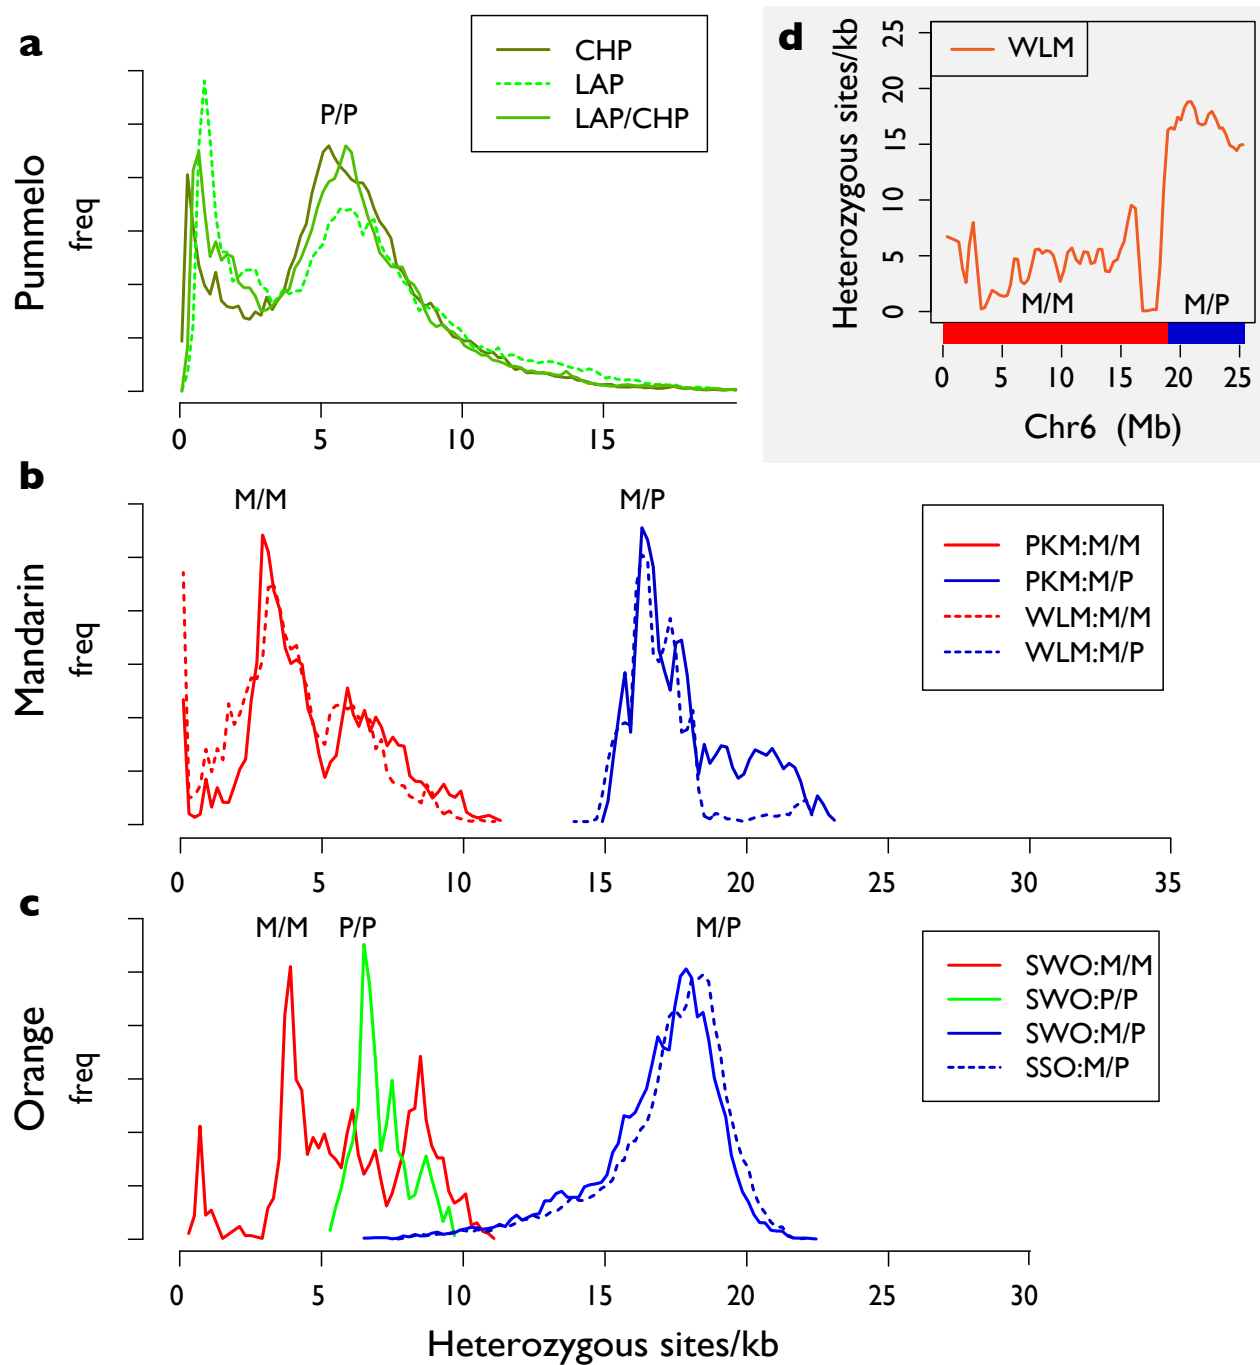 a
CHP
LAP
LAP/CHP
P/P
Pummelo
freq
0 5 10 15
d
Heterozygous sites/kb
25
20
15
10
5
0
WLM
M/M M/P
0 5 10 15 20 25
Chr6 (Mb)
b
M/M M/P
PKM:M/M
PKM:M/P
WLM:M/M
WLM:M/P
Mandarin
freq
0 5 10 15 20 25 30 35
c
M/M P/P M/P
SWO:M/M
SWO:P/P
SWO:M/P
SSO:M/P
Orange
freq
0 5 10 15 20 25 30
Heterozygous sites/kb